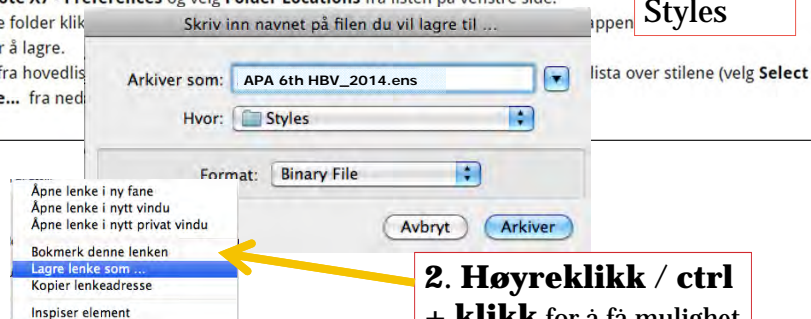 ote X7 - Preferences og velg Folder Locations fra listen på venstre side.
Styles
e folder klik
Skriv inn navnet på filen du vil lagre til ...
appen
r å lagre.
fra hovedlis
lista over stilene (velg Select
e... fra ned
Arkiver som: APA 6th HBV_2014.ens
Hvor: Styles
Format: Binary File
Avbryt Arkiver
Åpne lenke i ny fane
Åpne lenke i nytt vindu
Åpne lenke i nytt privat vindu
Bokmerk denne lenken
Lagre lenke som ...
Kopier lenkeadresse
Inspiser element
2. Høyreklikk / ctrl
+ klikk for å få mulighet